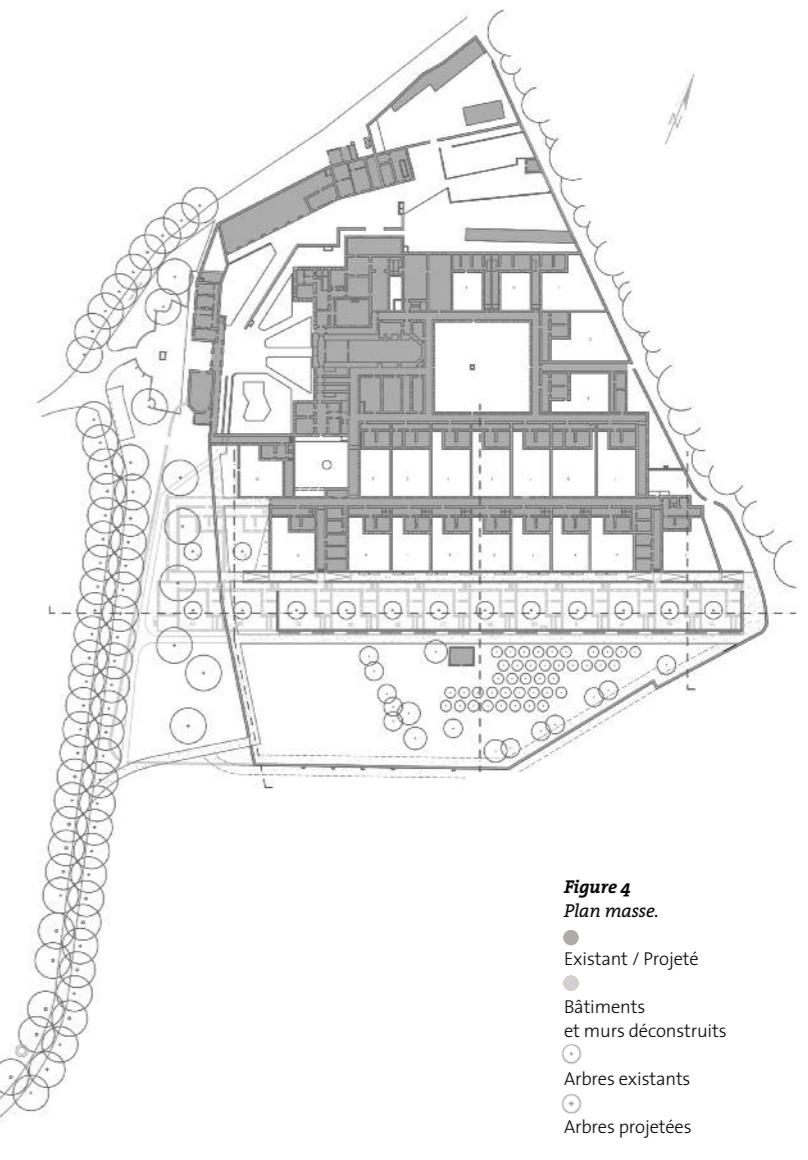 N
Figure 4
Plan masse.
Existant / Projeté
Bâtiments
et murs déconstruits
Arbres existants
Arbres projetées